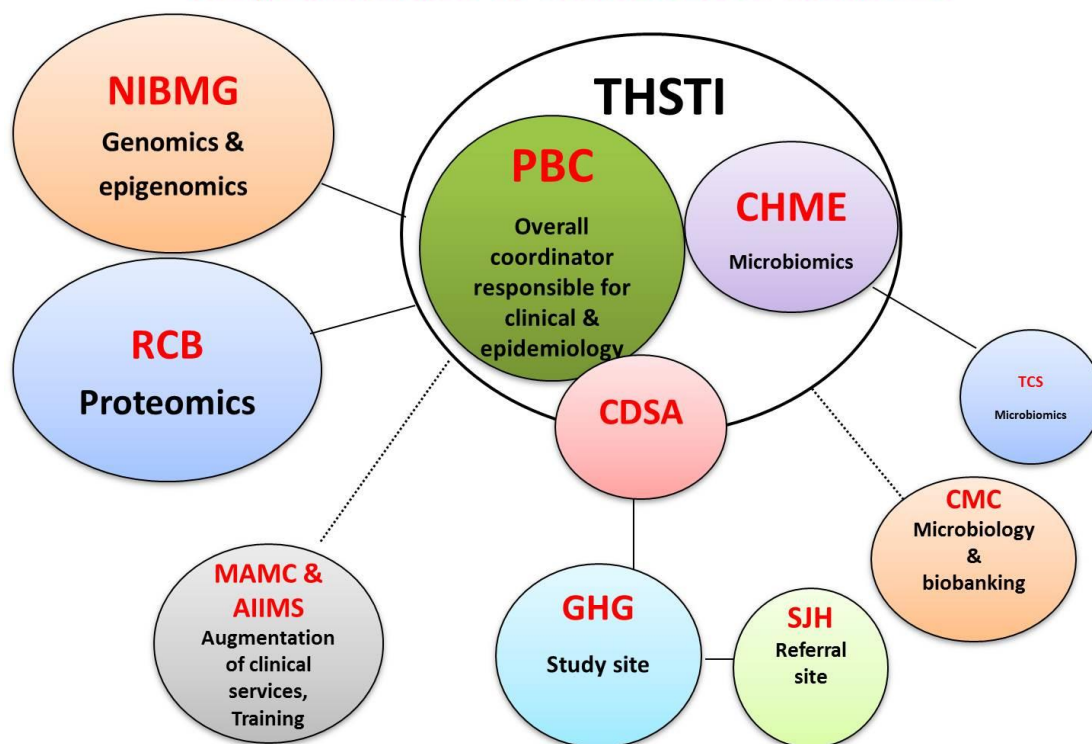 NIBMG
Genomics &
epigenomics
THSTI
PBC
Overall
coordinator
responsible for
clinical &
epidemiology
CHME
Microbiomics
RCB
Proteomics
CDSA
TCS
Microbiomics
CMC
Microbiology
&
biobanking
MAMC &
AIIMS
Augmentation
of clinical
services,
Training
GHG
Study site
SJH
Referral
site